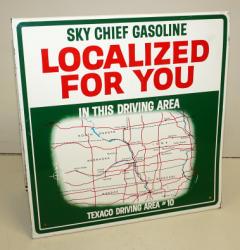 SKY CHIEF GASOLINE
LOCALIZED
FOR YOU
IN THIS DRIVING AREA
TEXACO DRIVING AREA #10